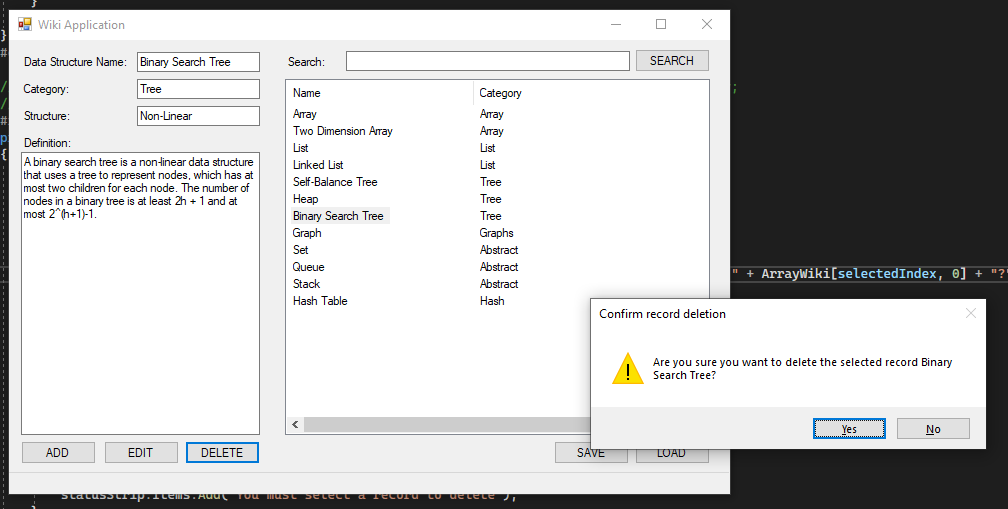 }
Wiki Application
}
#
Data Structure Name: Binary Search Tree
Search: SEARCH
Category: Tree
/ ;
Name Category
/
Structure: Non-Linear
#
Array Array
Two Dimension Array Array
p
Definition:
List List
{
A binary search tree is a non-linear data structure
that uses a tree to represent nodes, which has at
most two children for each node. The number of
nodes in a binary tree is at least 2h + 1 and at
most 2^(h+1)-1.
Linked List List
Self-Balance Tree Tree
Heap Tree
Binary Search Tree Tree
Graph Graphs
Set Abstract
Queue Abstract
Stack Abstract
Hash Table Hash
" + ArrayWiki[selectedIndex, 0] + "?"
Confirm record deletion
Are you sure you want to delete the selected record Binary
Search Tree?
Yes No
ADD EDIT DELETE SAVE LOAD
statusStrip.Items.Add("You must select a record to delete");
}